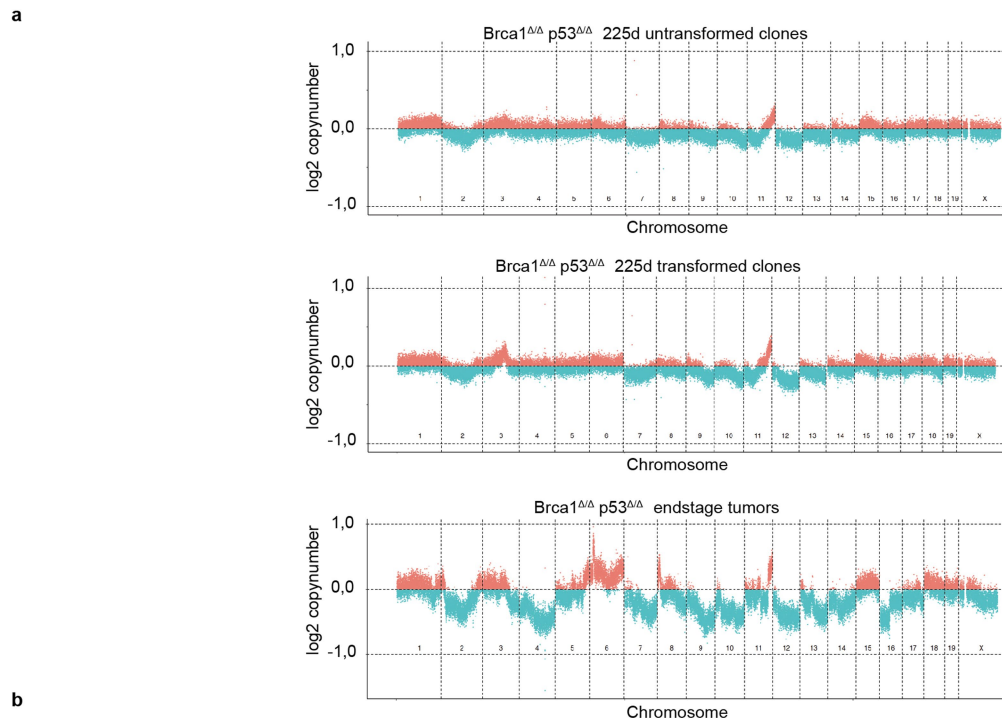 a
Brca1Δ/Δ p53Δ/Δ 225d untransformed clones
1,0
0,0
-1,0
log2 copynumber
1 2 3 4 5 6 7 8 9 10 11 12 13 14 15 16 17 18 19 X
Chromosome
Brca1Δ/Δ p53Δ/Δ 225d transformed clones
1,0
0,0
-1,0
log2 copynumber
1 2 3 4 5 6 7 8 9 10 11 12 13 14 15 16 17 18 19 X
Chromosome
Brca1Δ/Δ p53Δ/Δ endstage tumors
1,0
0,0
-1,0
log2 copynumber
1 2 3 4 5 6 7 8 9 10 11 12 13 14 15 16 17 18 19 X
Chromosome
b